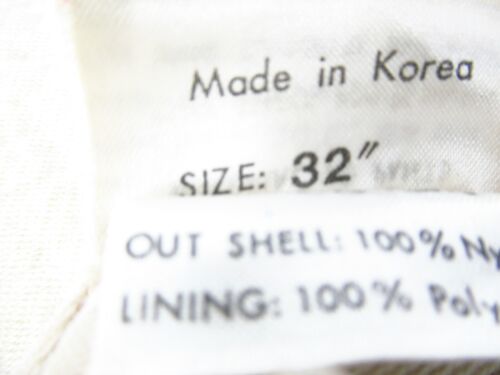 Made in Korea
SIZE: 32"
OUT SHELL: 100% Ny
LINING: 100% Poly